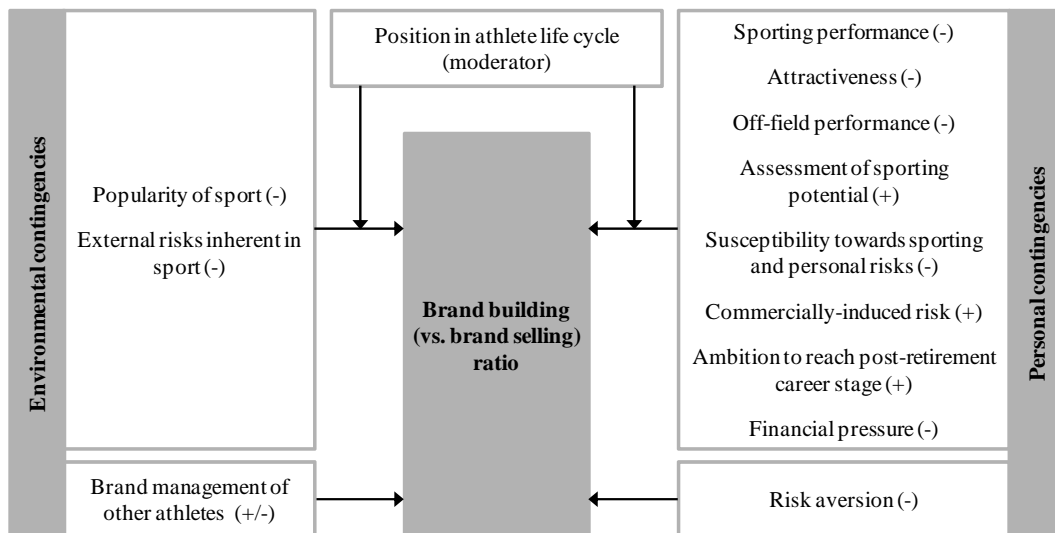 Environmental contingencies
Popularity of sport (-)
External risks inherent in
sport (-)
Brand management of
other athletes (+/-)
Position in athlete life cycle
(moderator)
Brand building
(vs. brand selling)
ratio
Sporting performance (-)
Attractiveness (-)
Off-field performance (-)
Assessment of sporting
potential (+)
Susceptibility towards sporting
and personal risks (-)
Commercially-induced risk (+)
Ambition to reach post-retirement
career stage (+)
Financial pressure (-)
Risk aversion (-)
Personal contingencies